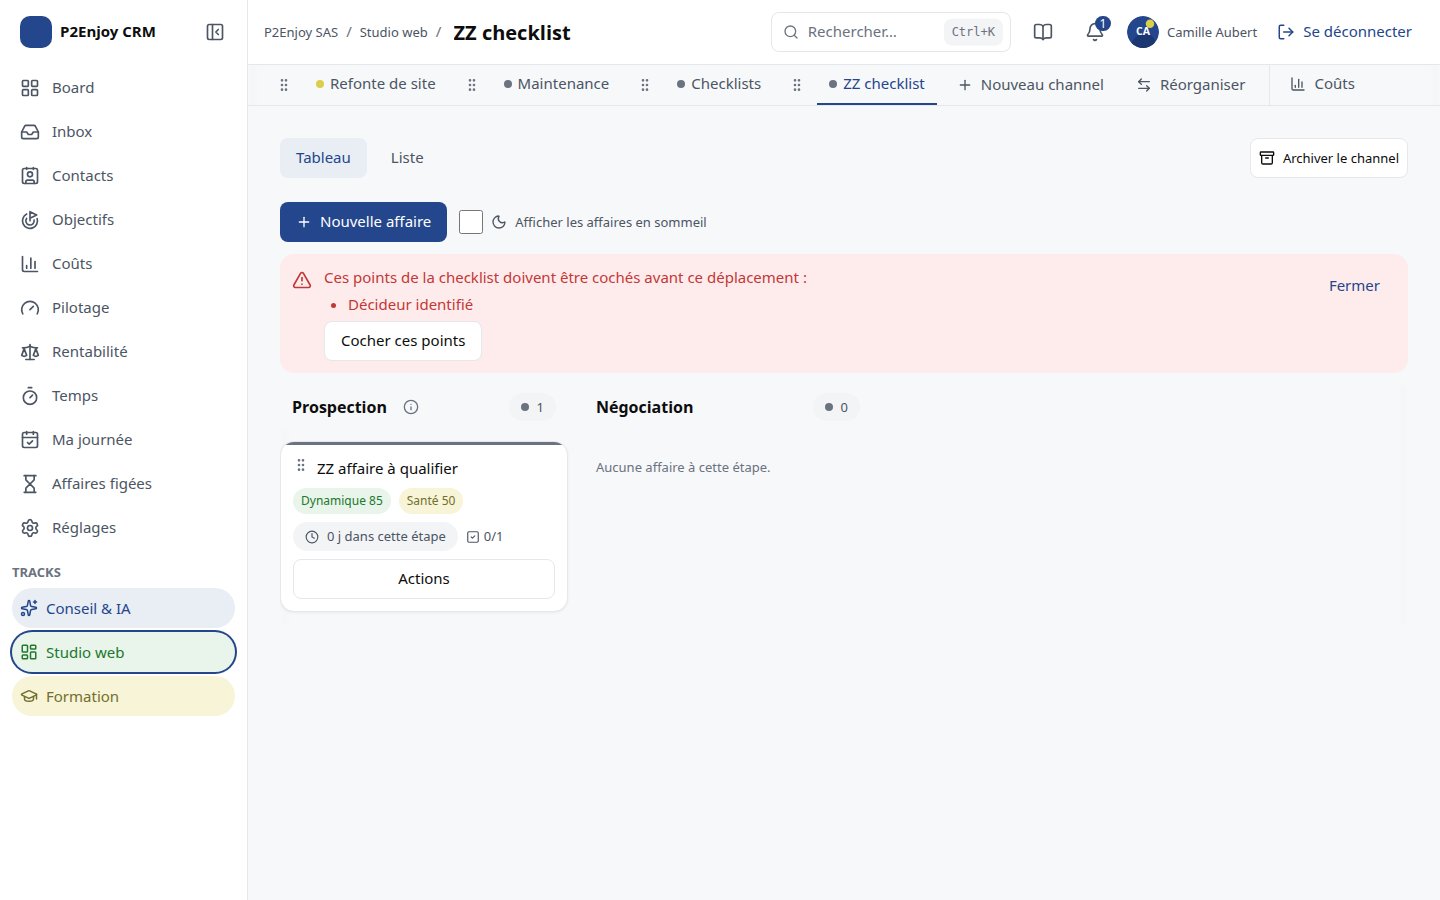 P2Enjoy CRM
Board
Inbox
Contacts
Objectifs
Coûts
Pilotage
Rentabilité
Temps
Ma journée
Affaires figées
Réglages
TRACKS
Conseil & IA
Studio web
Formation
P2Enjoy SAS / Studio web / ZZ checklist
Rechercher... Ctrl+K
1
CA Camille Aubert
Se déconnecter
Refonte de site
Maintenance
Checklists
ZZ checklist
Nouveau channel
Réorganiser
Coûts
Tableau
Liste
Archiver le channel
Nouvelle affaire
Afficher les affaires en sommeil
Ces points de la checklist doivent être cochés avant ce déplacement :
• Décideur identifié
Cocher ces points
Fermer
Prospection 1
ZZ affaire à qualifier
Dynamique 85 Santé 50
0 j dans cette étape 0/1
Actions
Négociation 0
Aucune affaire à cette étape.